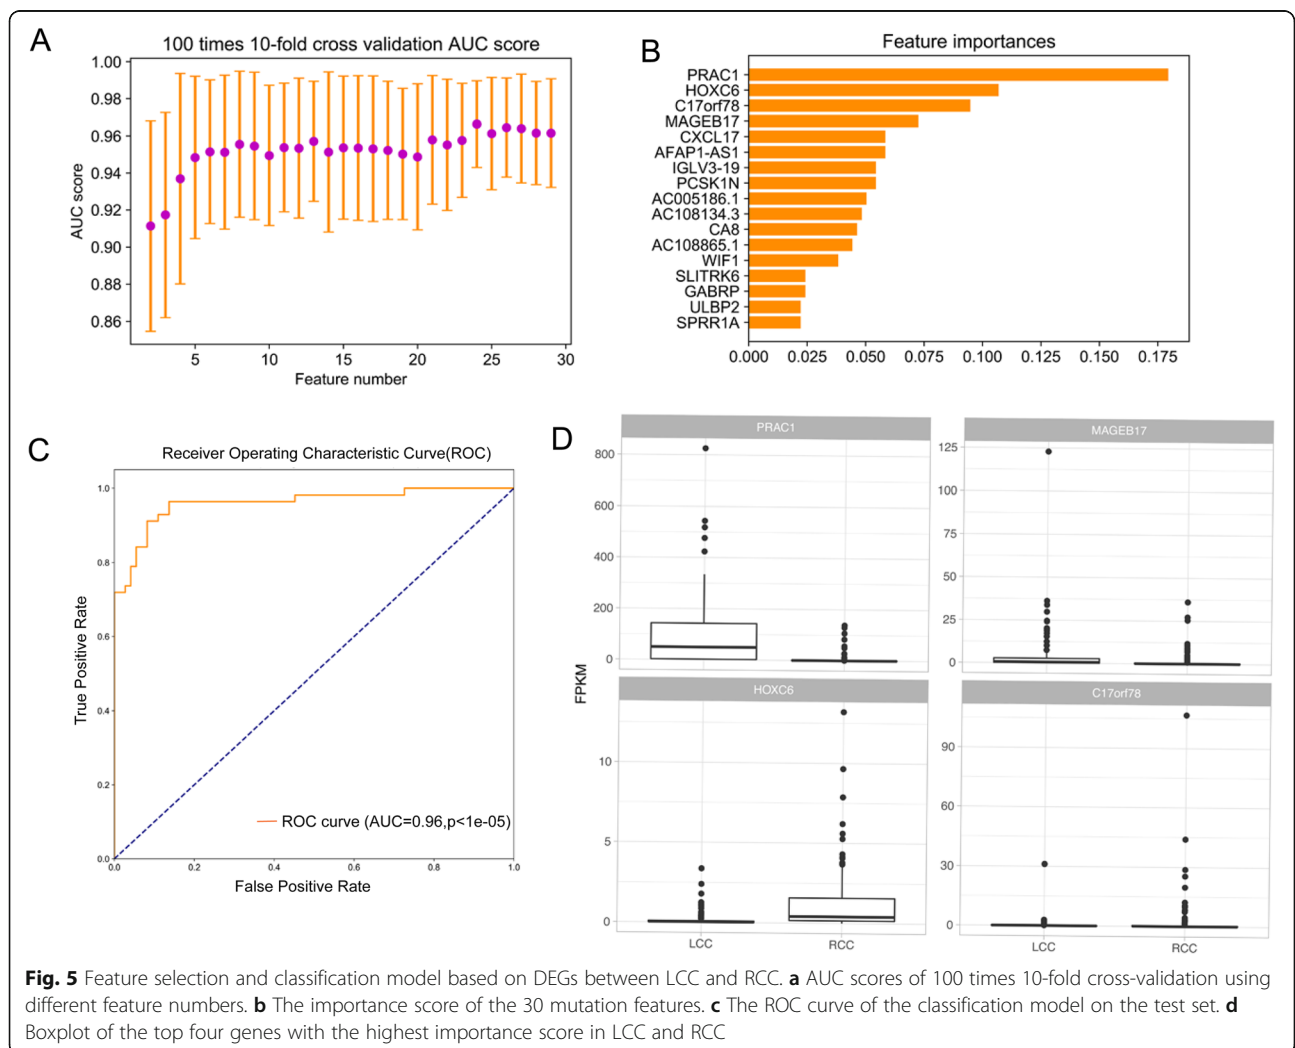 A
100 times 10-fold cross validation AUC score
1.00
0.98
0.96
0.94
0.92
0.90
0.88
0.86
AUC score
5 10 15 20 25 30
Feature number
B
Feature importances
PRAC1
HOXC6
C17orf78
MAGEB17
CXCL17
AFAP1-AS1
IGLV3-19
PCSK1N
AC005186.1
AC108134.3
CA8
AC108865.1
WIF1
SLITRK6
GABRP
ULBP2
SPRR1A
0.000 0.025 0.050 0.075 0.100 0.125 0.150 0.175
C
Receiver Operating Characteristic Curve(ROC)
1.0
0.8
0.6
0.4
0.2
0.0
True Positive Rate
ROC curve (AUC=0.96,p<1e-05)
0.0 0.2 0.4 0.6 0.8 1.0
False Positive Rate
D
FPKM
PRAC1
800
600
400
200
0
MAGEB17
125
100
75
50
25
0
HOXC6
10
5
0
LCC RCC
C17orf78
90
60
30
0
LCC RCC
Fig. 5 Feature selection and classification model based on DEGs between LCC and RCC. a AUC scores of 100 times 10-fold cross-validation using
different feature numbers. b The importance score of the 30 mutation features. c The ROC curve of the classification model on the test set. d
Boxplot of the top four genes with the highest importance score in LCC and RCC